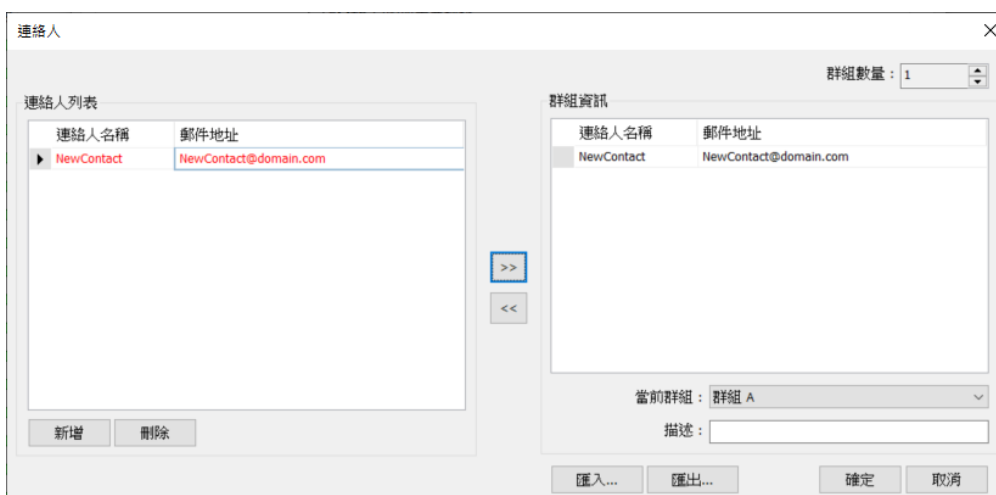 連絡人
群組數量： 1
連絡人列表
連絡人名稱 郵件地址
NewContact NewContact@domain.com
新增 刪除
>>
<<
群組資訊
連絡人名稱 郵件地址
NewContact NewContact@domain.com
當前群組： 群組 A
描述：
匯入... 匯出... 確定 取消